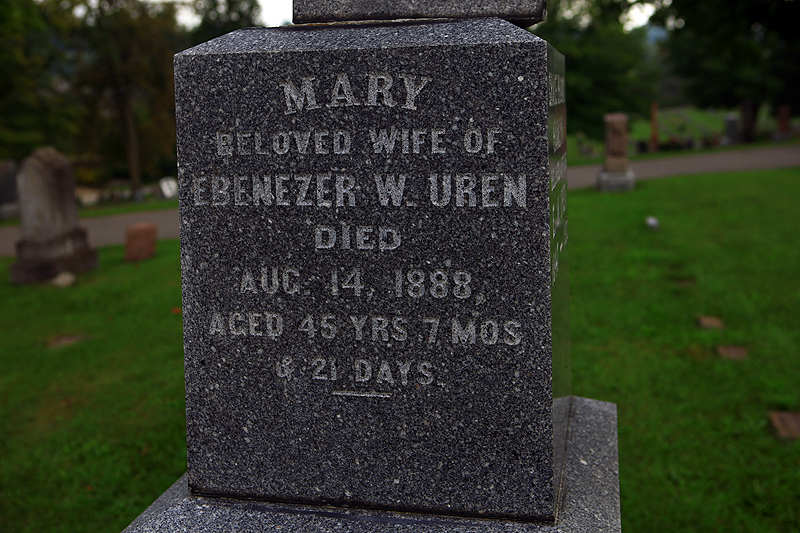 MARY
BELOVED WIFE OF
EBENEZER W. UREN
DIED
AUG. 14, 1888,
AGED 45 YRS. 7 MOS
& 21 DAYS.